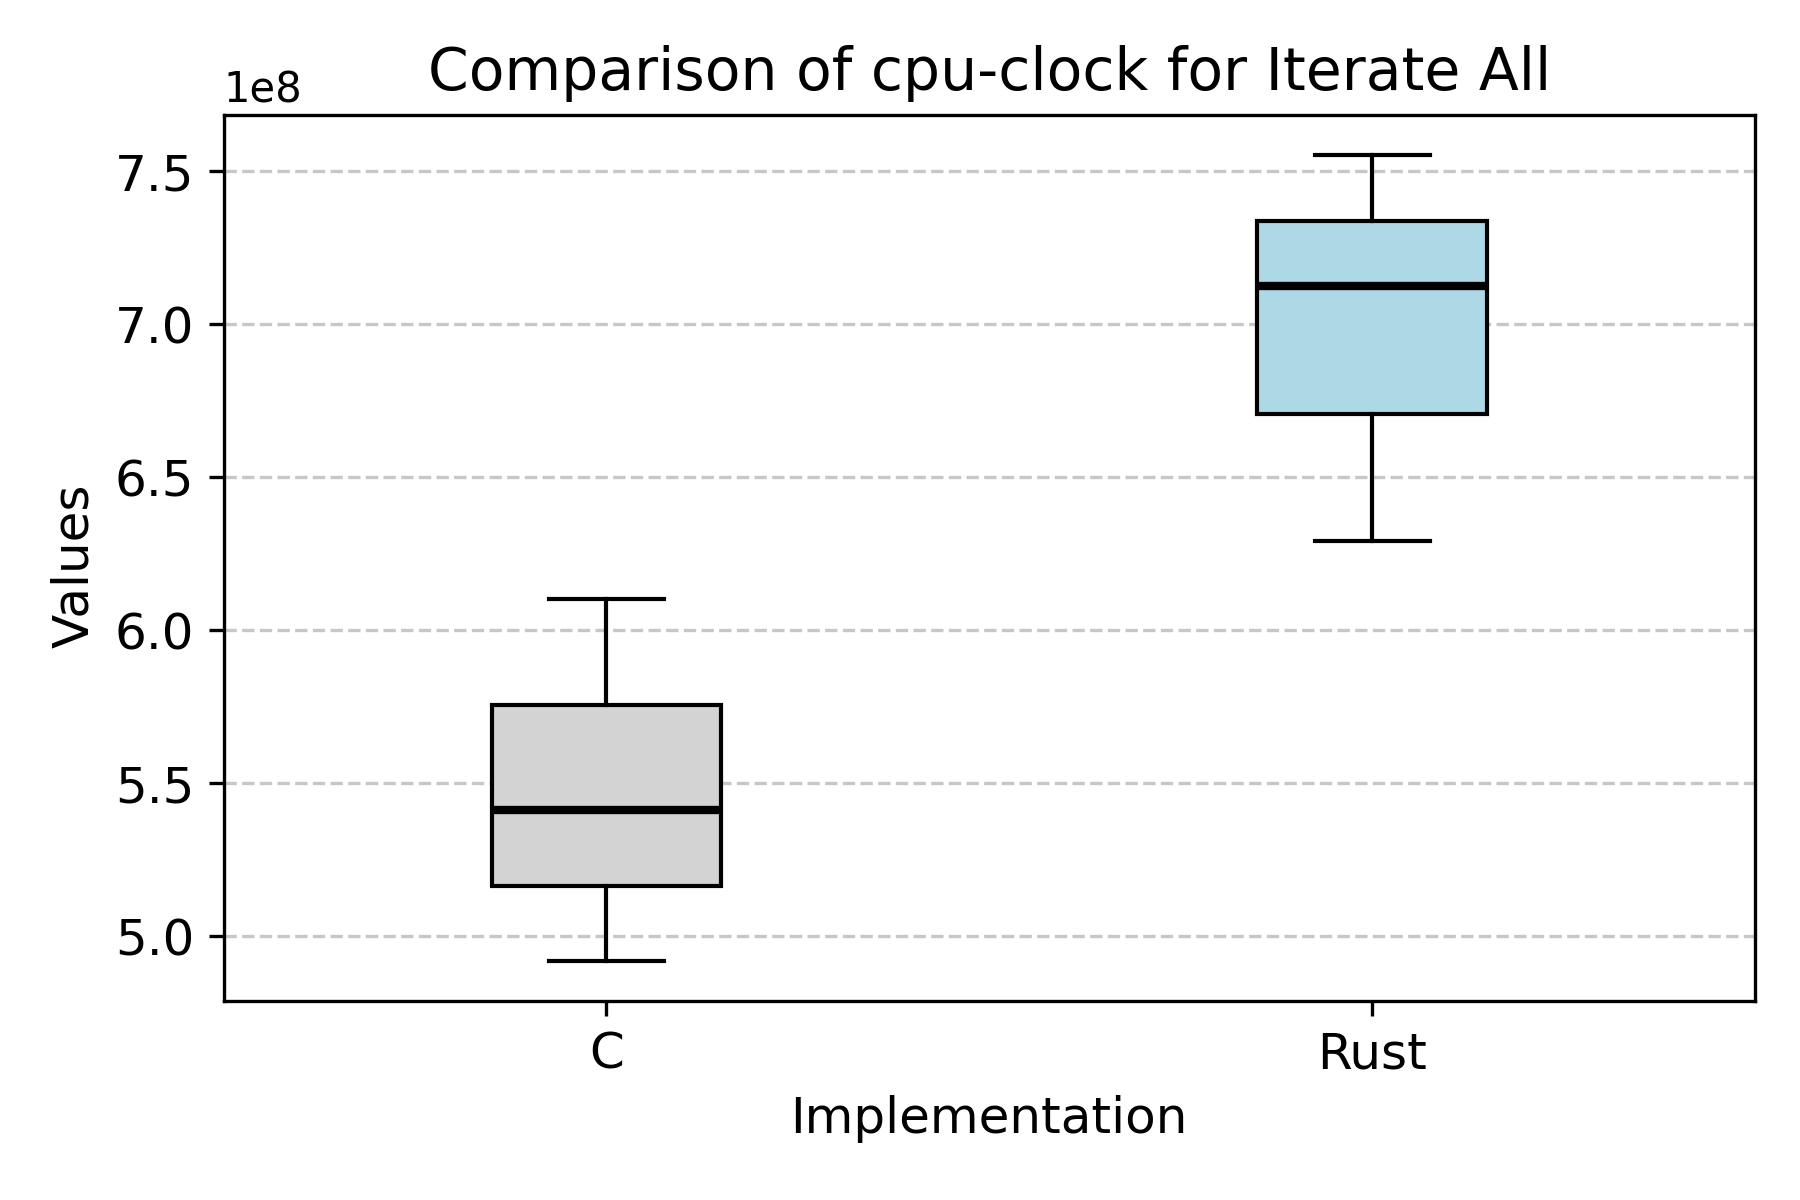 Comparison of cpu-clock for Iterate All
1e8
7.5
7.0
6.5
6.0
5.5
5.0
Values
C
Rust
Implementation